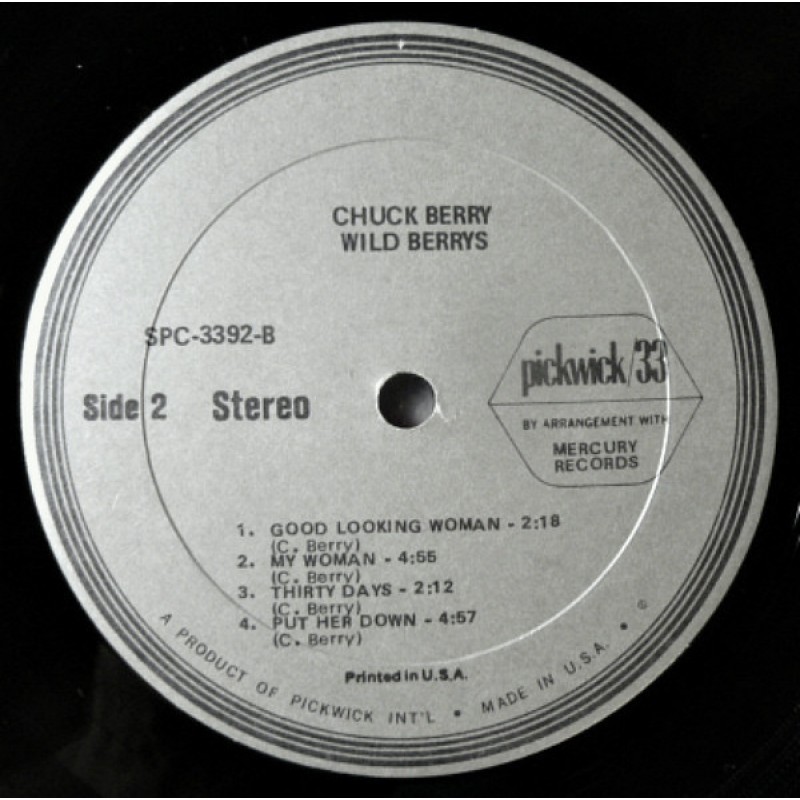 CHUCK BERRY
WILD BERRYS
SPC-3392-B
Side 2 Stereo
pickwick/33
BY ARRANGEMENT WITH
MERCURY
RECORDS
1. GOOD LOOKING WOMAN - 2:18
(C. Berry)
2. MY WOMAN - 4:55
(C. Berry)
3. THIRTY DAYS - 2:12
(C. Berry)
4. PUT HER DOWN - 4:57
(C. Berry)
Printed in U.S.A.
A PRODUCT OF PICKWICK INT'L • MADE IN U.S.A. •